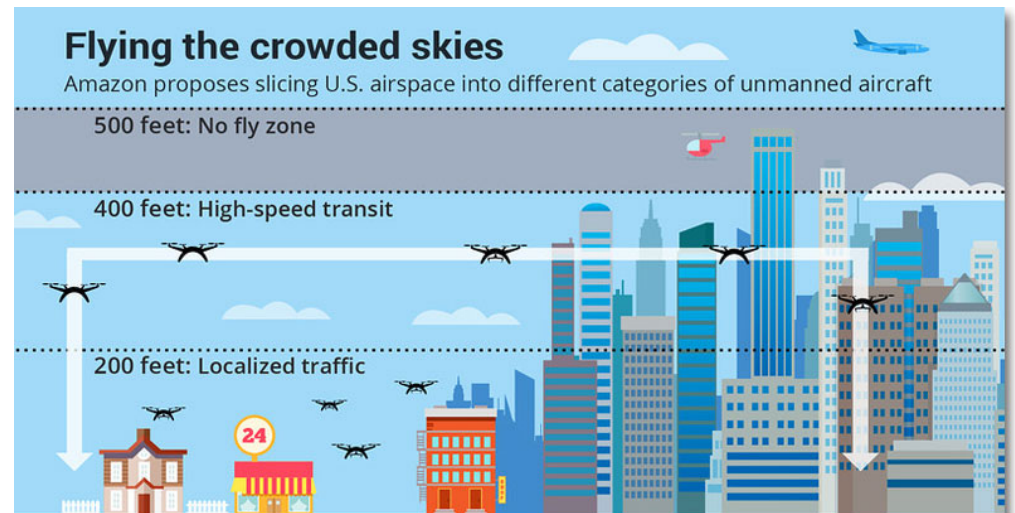 Flying the crowded skies
Amazon proposes slicing U.S. airspace into different categories of unmanned aircraft
500 feet: No fly zone
400 feet: High-speed transit
200 feet: Localized traffic
24